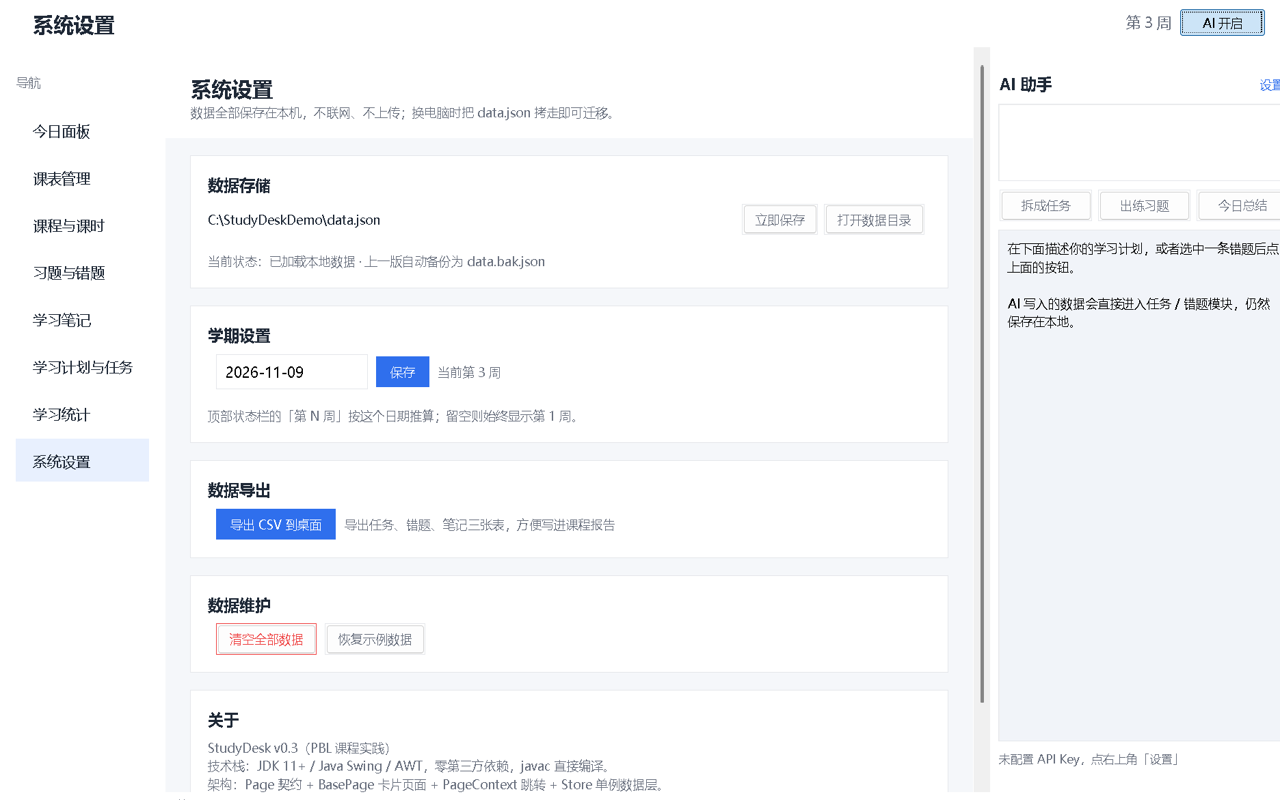 系统设置
第 3 周
AI 开启
导航
今日面板
课表管理
课程与课时
习题与错题
学习笔记
学习计划与任务
学习统计
系统设置
系统设置
数据全部保存在本机，不联网、不上传；换电脑时把 data.json 拷走即可迁移。
数据存储
C:\StudyDeskDemo\data.json
立即保存
打开数据目录
当前状态：已加载本地数据 · 上一版自动备份为 data.bak.json
学期设置
2026-11-09
保存
当前第 3 周
顶部状态栏的「第 N 周」按这个日期推算；留空则始终显示第 1 周。
数据导出
导出 CSV 到桌面
导出任务、错题、笔记三张表，方便写进课程报告
数据维护
清空全部数据
恢复示例数据
关于
StudyDesk v0.3（PBL 课程实践）
技术栈：JDK 11+ / Java Swing / AWT，零第三方依赖，javac 直接编译。
架构：Page 契约 + BasePage 卡片页面 + PageContext 跳转 + Store 单例数据层。
AI 助手
设置
拆成任务
出练习题
今日总结
在下面描述你的学习计划，或者选中一条错题后点
上面的按钮。
AI 写入的数据会直接进入任务 / 错题模块，仍然
保存在本地。
未配置 API Key，点右上角「设置」